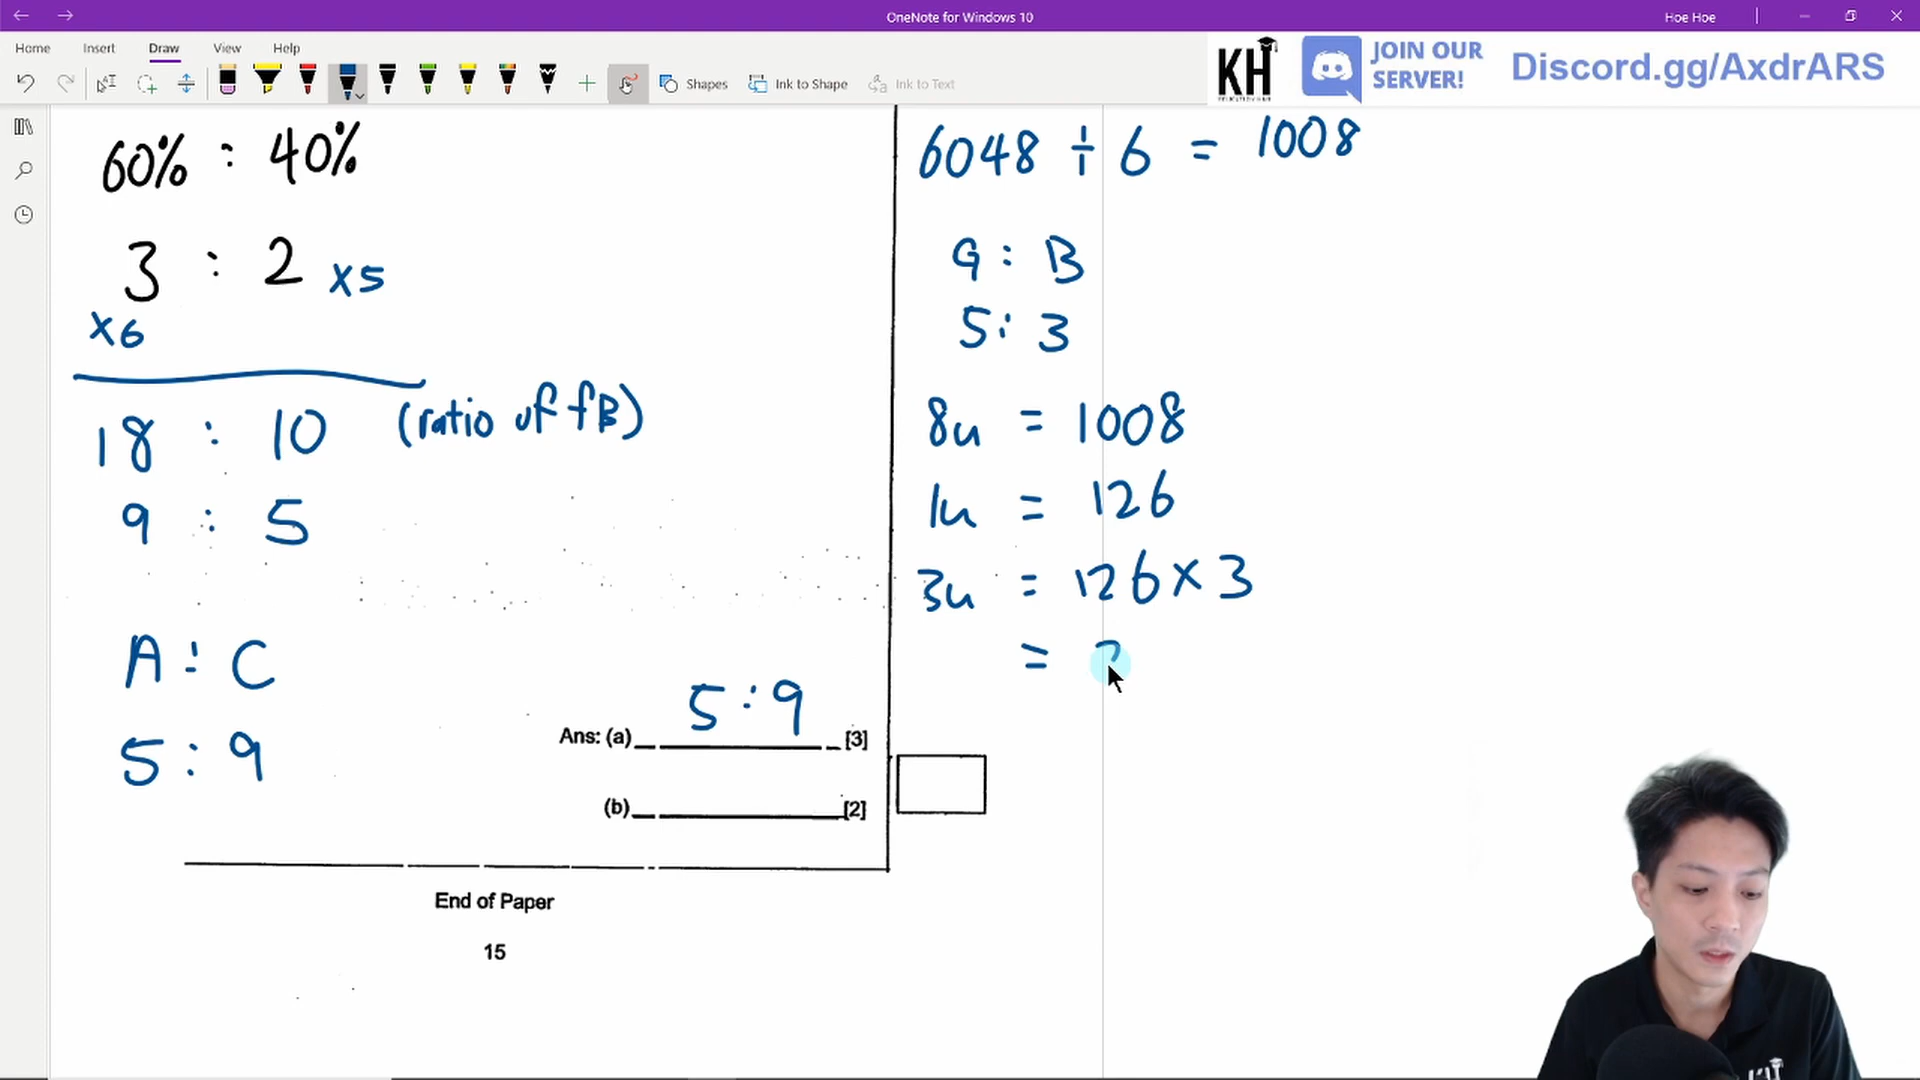 OneNote for Windows 10
Hoe Hoe
Home Insert Draw View Help
Shapes Ink to Shape Ink to Text
KH
JOIN OUR SERVER!
Discord.gg/AxdrARS
60% : 40%
3 : 2 x5
x6
18 : 10 (ratio of fB)
9 : 5
A : C
5 : 9
5 : 9
Ans: (a) [3]
(b) [2]
End of Paper
15
6048 ÷ 6 = 1008
G : B
5 : 3
8u = 1008
1u = 126
3u = 126 x 3
=